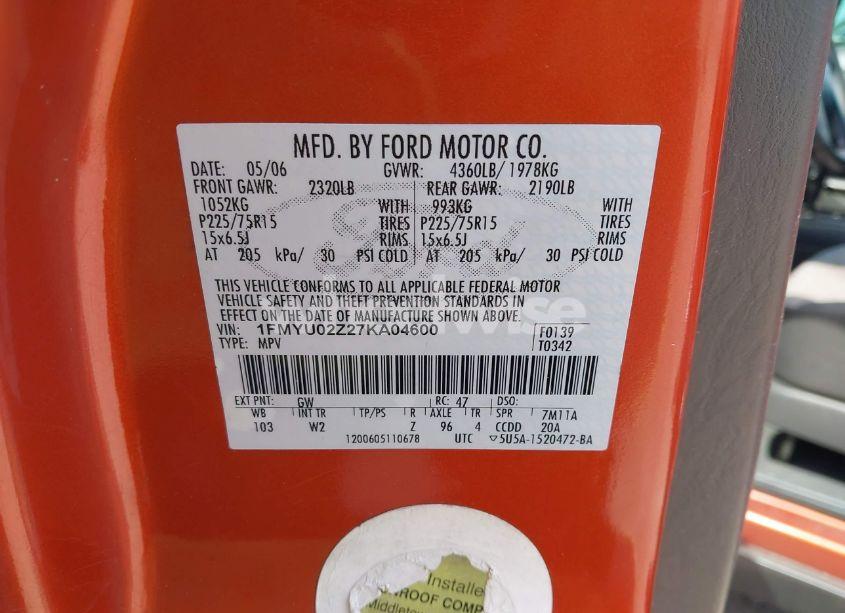 MFD. BY FORD MOTOR CO.
DATE: 05/06 GVWR: 4360LB/ 1978KG
FRONT GAWR: 2320LB REAR GAWR: 2190LB
1052KG WITH 993KG WITH
P225/75R15 TIRES P225/75R15 TIRES
15x6.5J RIMS 15x6.5J RIMS
AT 205 kPa/ 30 PSI COLD AT 205 kPa/ 30 PSI COLD
THIS VEHICLE CONFORMS TO ALL APPLICABLE FEDERAL MOTOR
VEHICLE SAFETY AND THEFT PREVENTION STANDARDS IN
EFFECT ON THE DATE OF MANUFACTURE SHOWN ABOVE.
VIN: 1FMYU02Z27KA04600 F0139
TYPE: MPV T0342
EXT PNT: GW RC: 47 DSO:
WB INT TR TP/PS R AXLE TR SPR 7M11A
103 W2 Z 96 4 CCDD 20A
1200605110678 UTC ▽5U5A-1520472-BA
Installe
ROOF COMP
Middlet